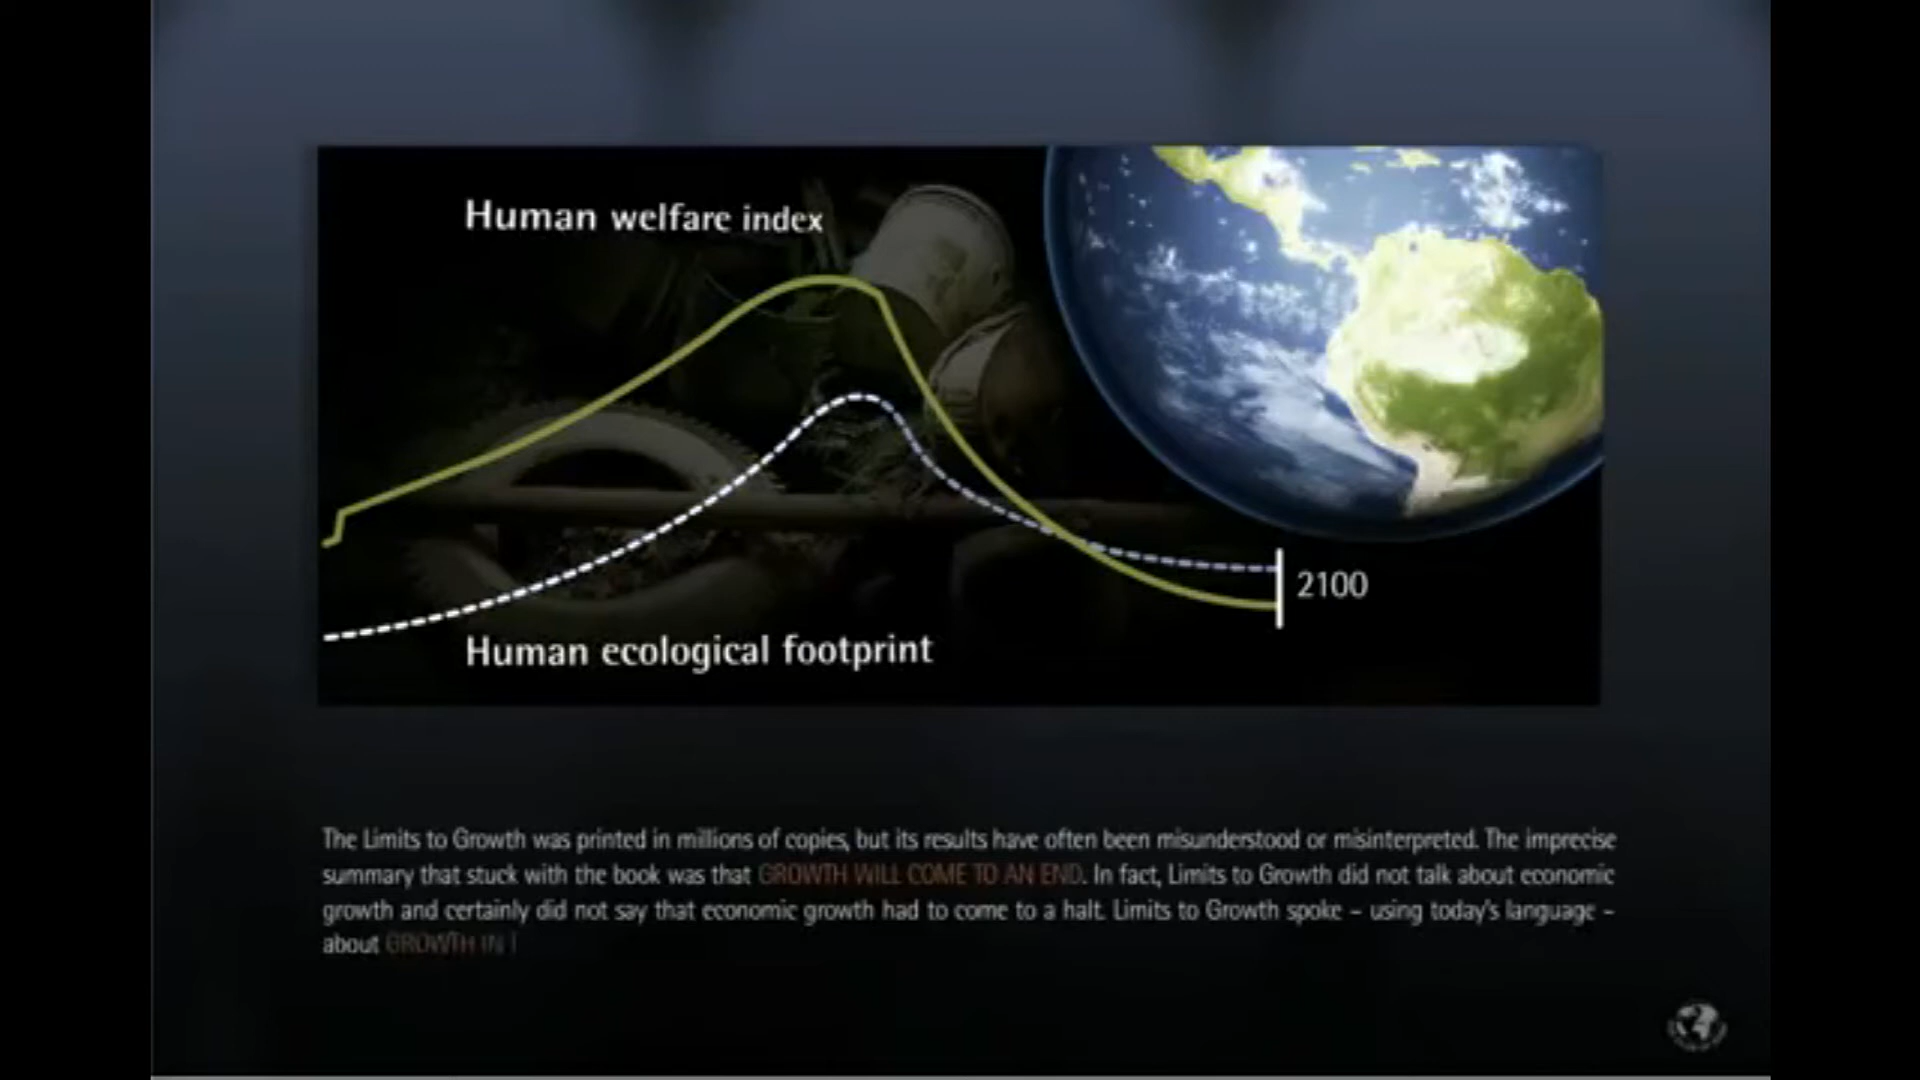 Human welfare index
2100
Human ecological footprint
The Limits to Growth was printed in millions of copies, but its results have often been misunderstood or misinterpreted. The imprecise
summary that stuck with the book was that GROWTH WILL COME TO AN END. In fact, Limits to Growth did not talk about economic
growth and certainly did not say that economic growth had to come to a halt. Limits to Growth spoke – using today's language –
about GROWTH IN